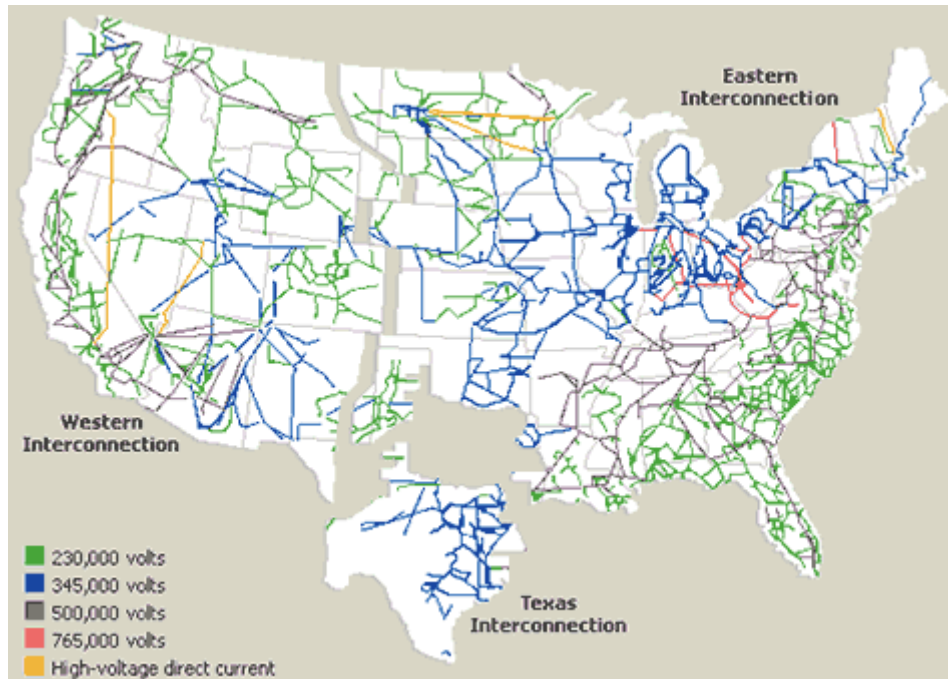 Eastern
Interconnection
Western
Interconnection
Texas
Interconnection
230,000 volts
345,000 volts
500,000 volts
765,000 volts
High-voltage direct current